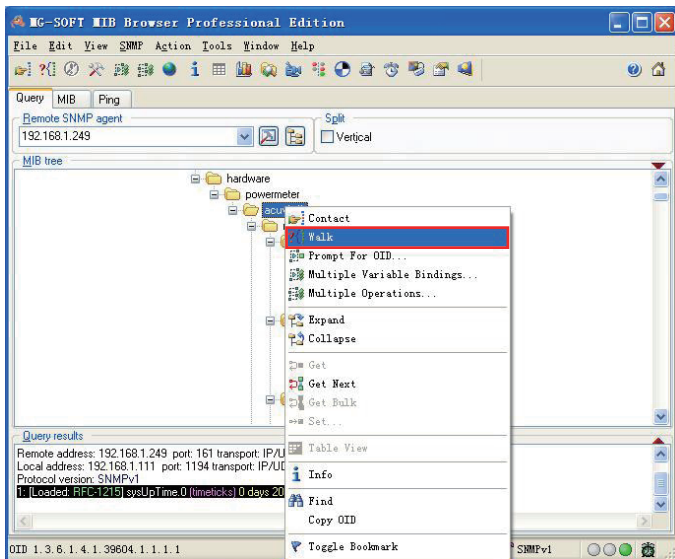 MG-SOFT MIB Browser Professional Edition
File Edit View SNMP Action Tools Window Help
Query MIB Ping
Remote SNMP agent
Split
192.168.1.249
Vertical
MIB tree
hardware
powermeter
Contact
Walk
Prompt For OID...
Multiple Variable Bindings...
Multiple Operations...
Expand
Collapse
Get
Get Next
Get Bulk
Set...
Table View
Info
Find
Copy OID
Toggle Bookmark
Query results
Remote address: 192.168.1.249 port: 161 transport: IP/U
Local address: 192.168.1.111 port: 1194 transport: IP/UD
Protocol version: SNMPv1
1: [Loaded: RFC-1215] sysUpTime.0 (timeticks) 0 days 20
OID 1.3.6.1.4.1.39604.1.1.1.1
SNMPv1